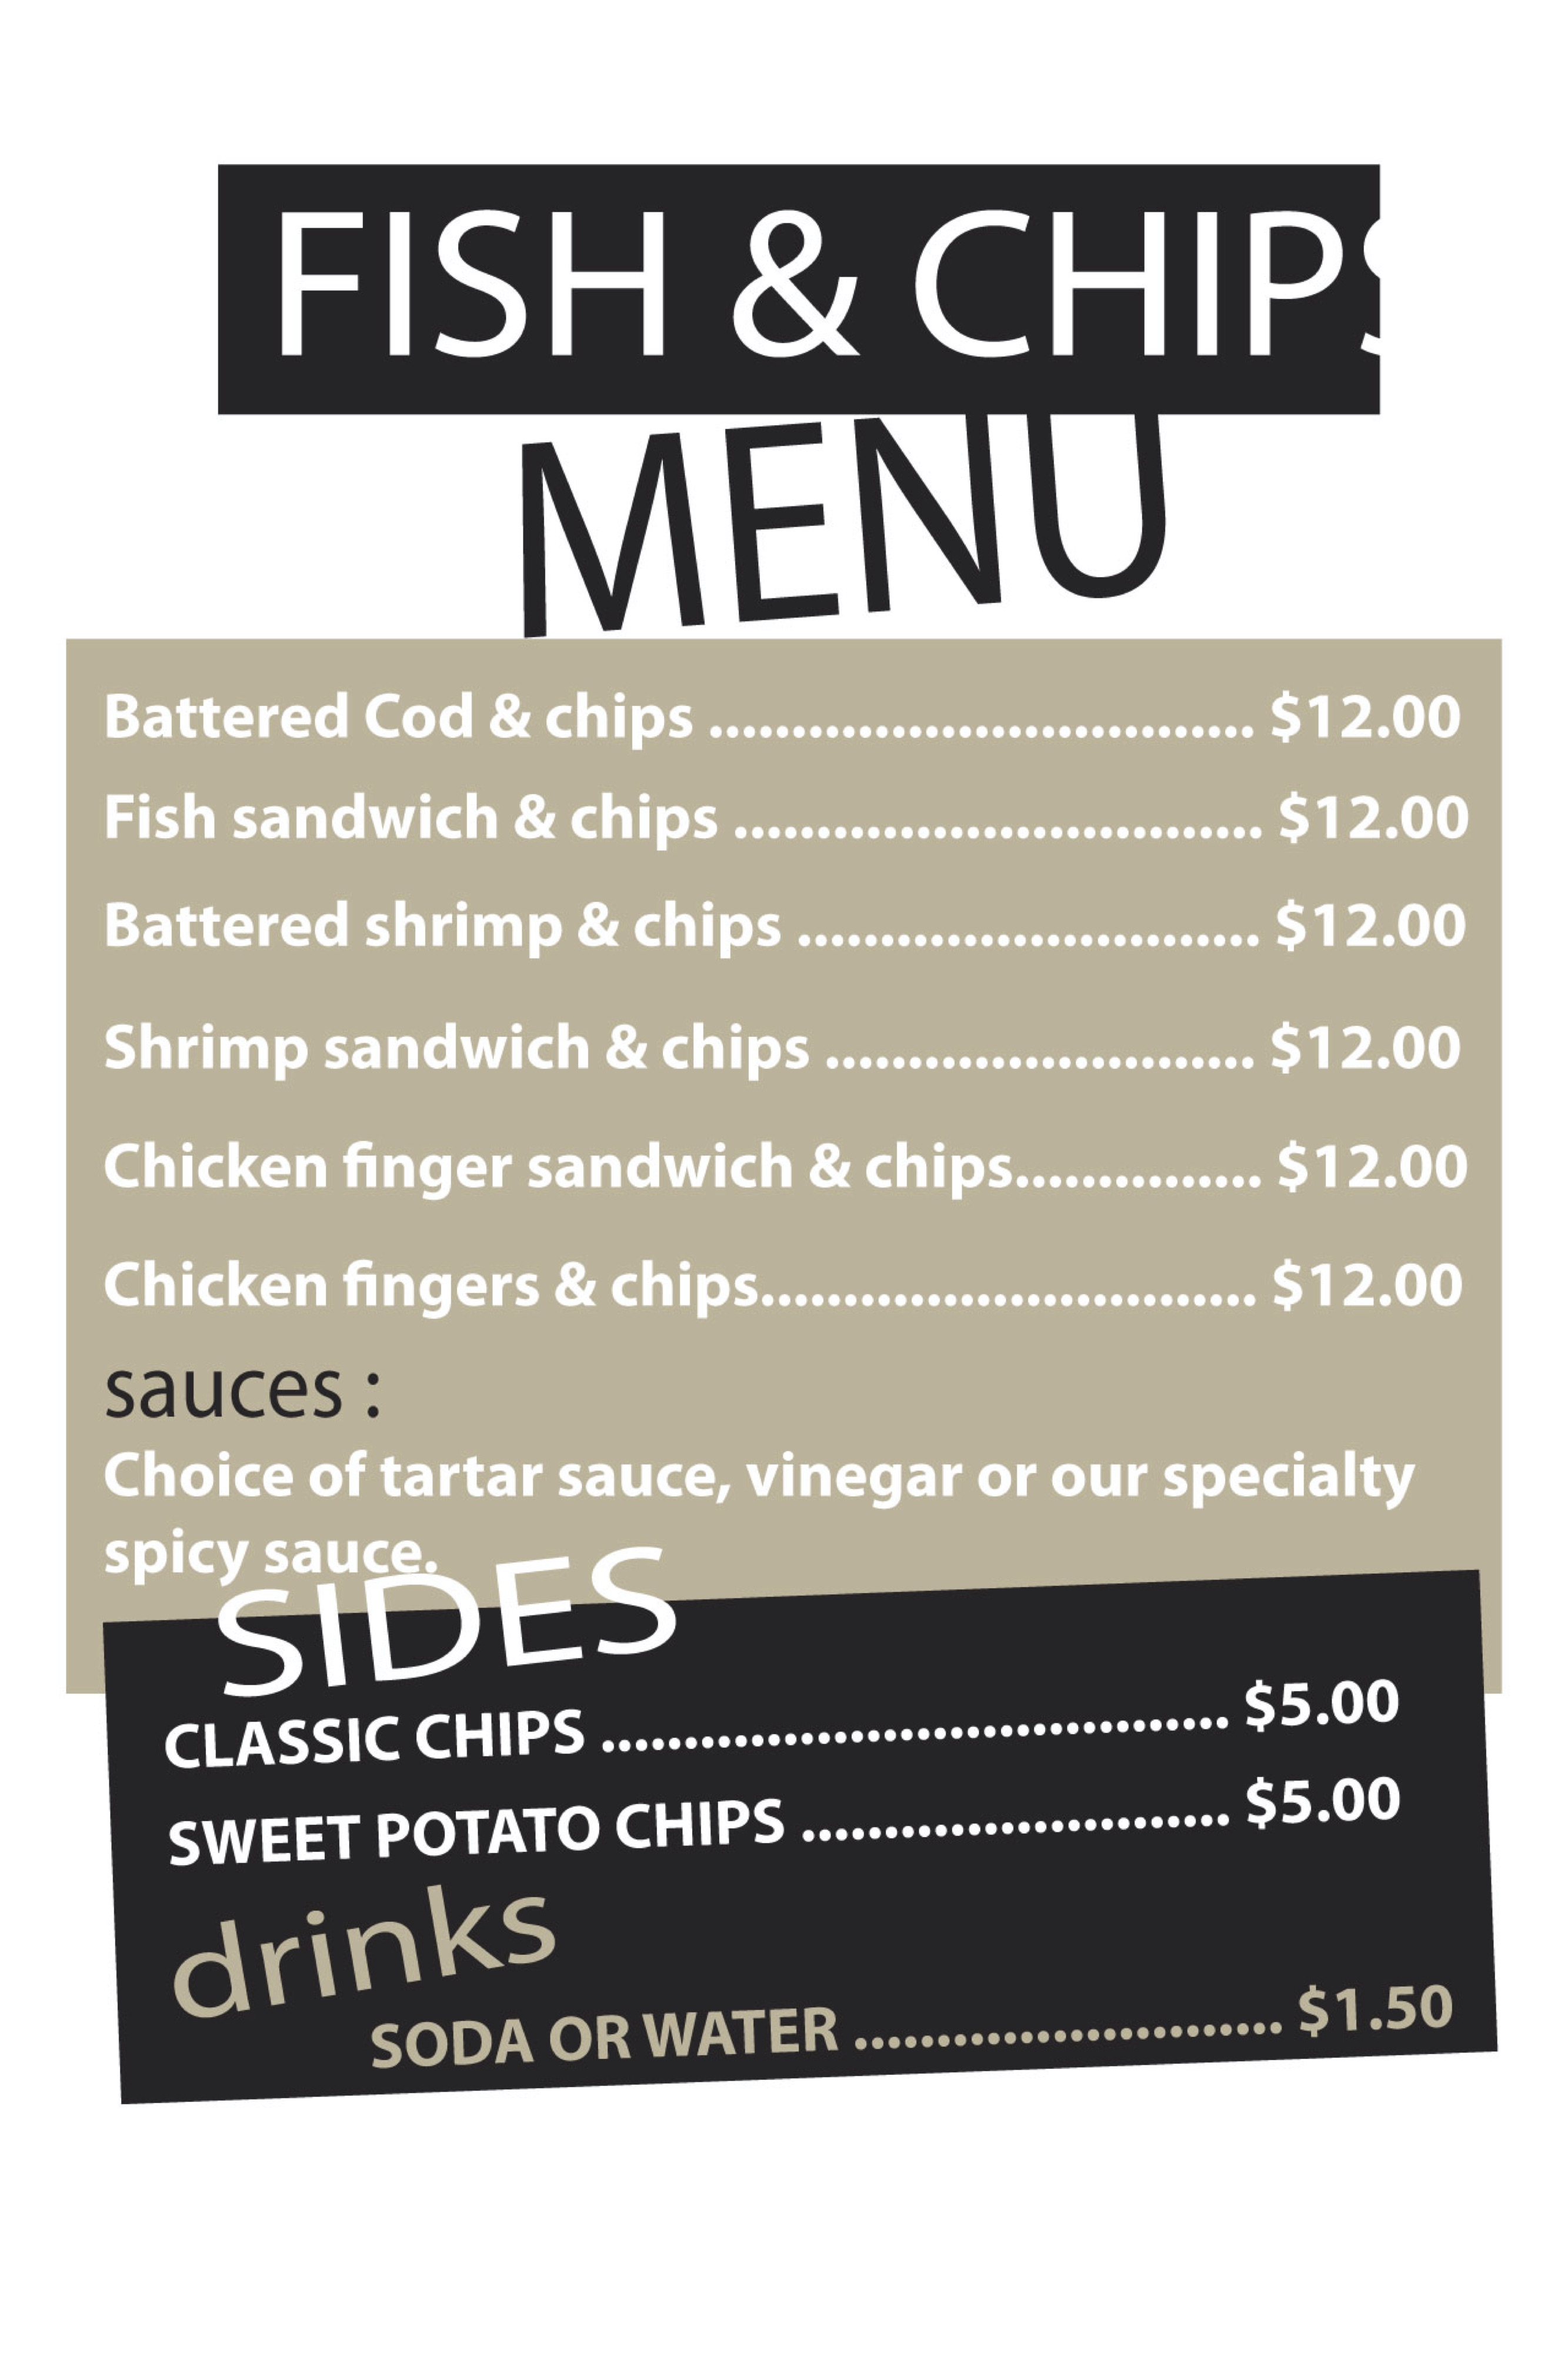 FISH & CHIPS
MENU
Battered Cod & chips ................................. $12.00
Fish sandwich & chips ................................ $12.00
Battered shrimp & chips ............................ $12.00
Shrimp sandwich & chips .......................... $12.00
Chicken finger sandwich & chips............... $12.00
Chicken fingers & chips.............................. $12.00
sauces :
Choice of tartar sauce, vinegar or our specialty
spicy sauce.
SIDES
CLASSIC CHIPS ...................................... $5.00
SWEET POTATO CHIPS .......................... $5.00
drinks
SODA OR WATER .......................... $1.50